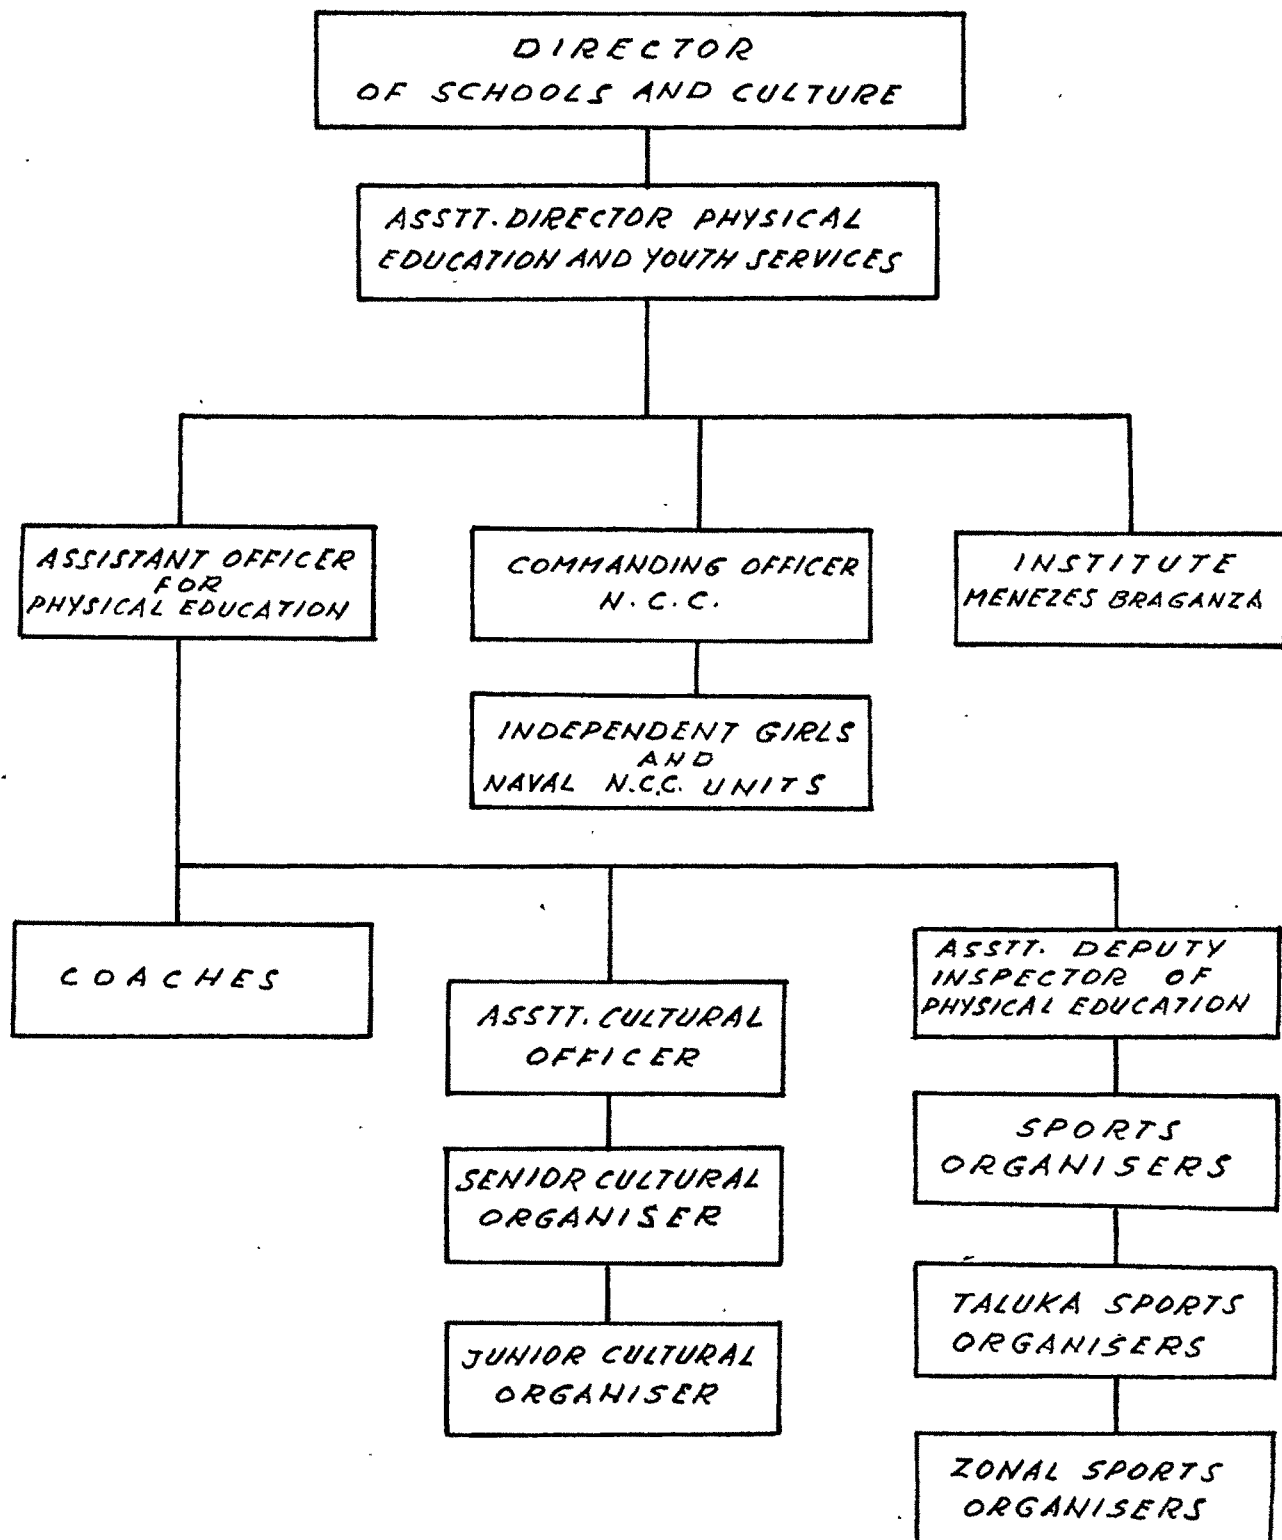 DIRECTOR
OF SCHOOLS AND CULTURE
ASSTT. DIRECTOR PHYSICAL
EDUCATION AND YOUTH SERVICES
ASSISTANT OFFICER
FOR
PHYSICAL EDUCATION
COMMANDING OFFICER
N. C. C.
INSTITUTE
MENEZES BRAGANZA
INDEPENDENT GIRLS
AND
NAVAL N.C.C. UNITS
COACHES
ASSTT. CULTURAL
OFFICER
SENIOR CULTURAL
ORGANISER
JUNIOR CULTURAL
ORGANISER
ASSTT. DEPUTY
INSPECTOR OF
PHYSICAL EDUCATION
SPORTS
ORGANISERS
TALUKA SPORTS
ORGANISERS
ZONAL SPORTS
ORGANISERS